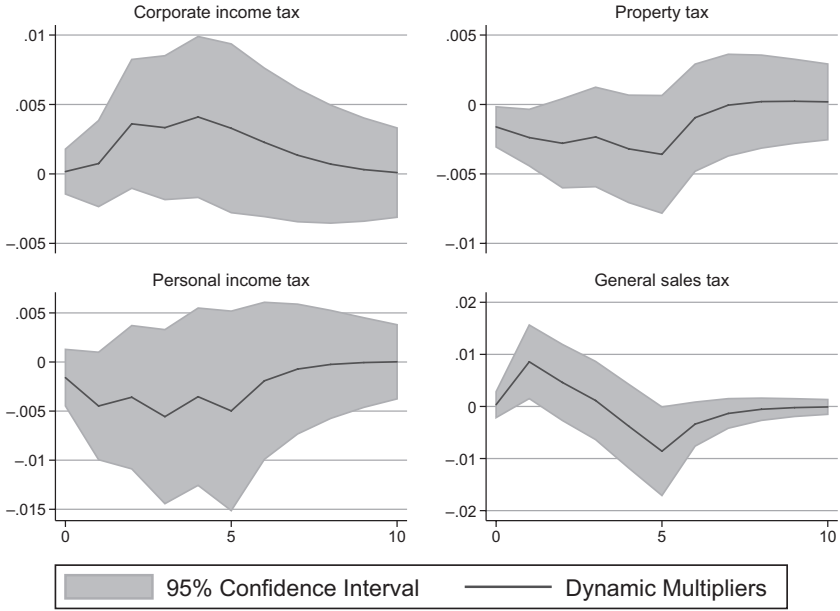 Corporate income tax
.01
.005
0
–.005
Property tax
.005
0
–.005
–.01
Personal income tax
.005
0
–.005
–.01
–.015
0 5 10
General sales tax
.02
.01
0
–.01
–.02
0 5 10
95% Confidence Interval Dynamic Multipliers